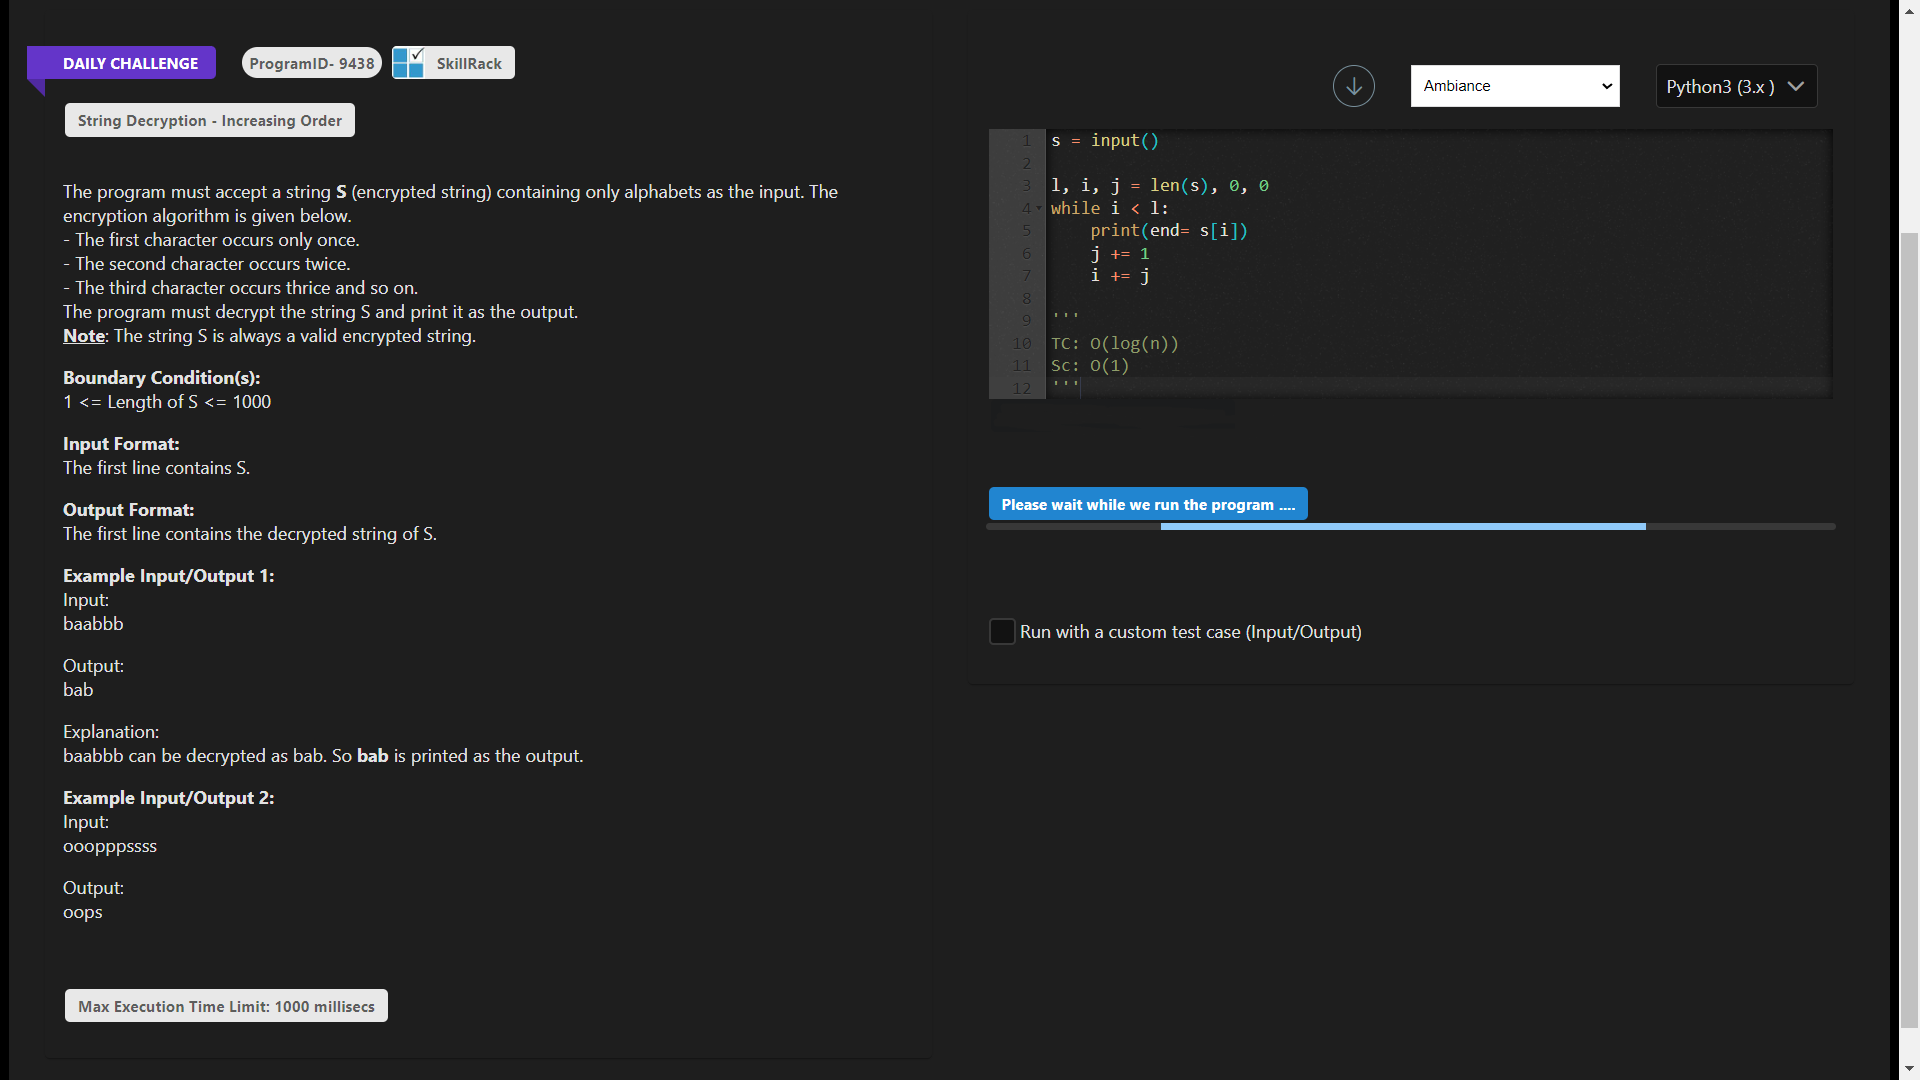 DAILY CHALLENGE
ProgramID- 9438
SkillRack
String Decryption - Increasing Order
The program must accept a string S (encrypted string) containing only alphabets as the input. The
encryption algorithm is given below.
- The first character occurs only once.
- The second character occurs twice.
- The third character occurs thrice and so on.
The program must decrypt the string S and print it as the output.
Note: The string S is always a valid encrypted string.
Boundary Condition(s):
1 <= Length of S <= 1000
Input Format:
The first line contains S.
Output Format:
The first line contains the decrypted string of S.
Example Input/Output 1:
Input:
baabbb
Output:
bab
Explanation:
baabbb can be decrypted as bab. So bab is printed as the output.
Example Input/Output 2:
Input:
ooopppssss
Output:
oops
Max Execution Time Limit: 1000 millisecs
Ambiance
Python3 (3.x )
1 s = input()
2
3 l, i, j = len(s), 0, 0
4 while i < l:
5     print(end= s[i])
6     j += 1
7     i += j
8
9 '''
10 TC: O(log(n))
11 Sc: O(1)
12 '''
Please wait while we run the program ....
Run with a custom test case (Input/Output)